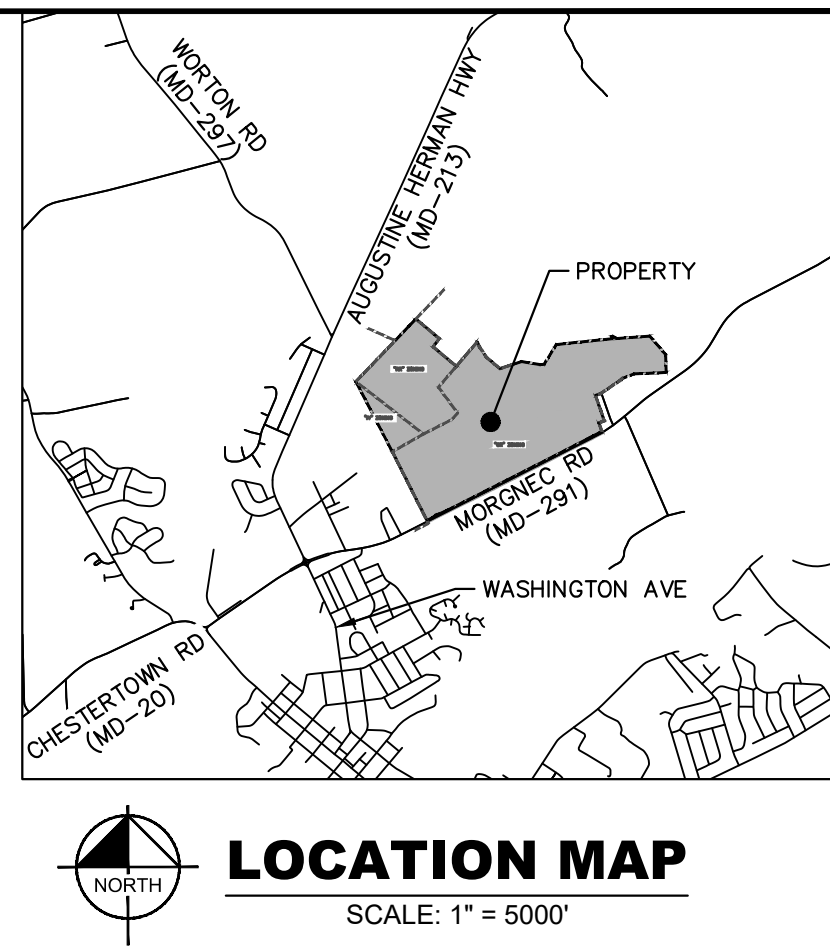 WORTON RD
(MD-297)
AUGUSTINE HERMAN HWY
(MD-213)
PROPERTY
MORGNEC RD
(MD-291)
WASHINGTON AVE
CHESTERTOWN RD
(MD-20)
NORTH
LOCATION MAP
SCALE: 1" = 5000'